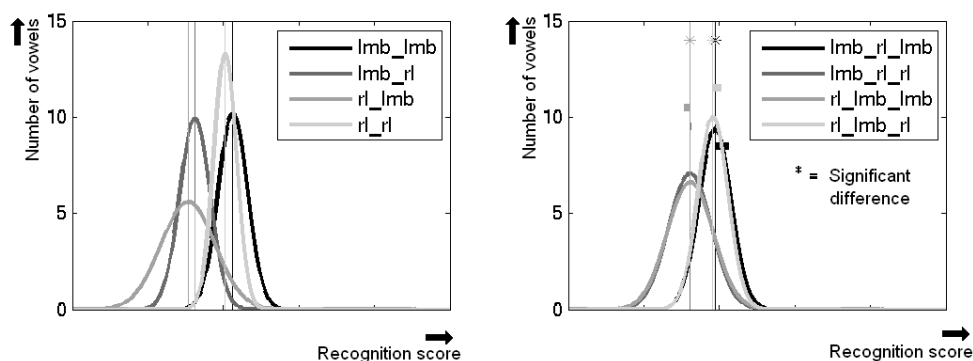 15
10
5
0
Number of vowels
lmb_lmb
lmb_rl
rl_lmb
rl_rl
Recognition score
15
10
5
0
Number of vowels
lmb_rl_lmb
lmb_rl_rl
rl_lmb_lmb
rl_lmb_rl
* = Significant
difference
Recognition score